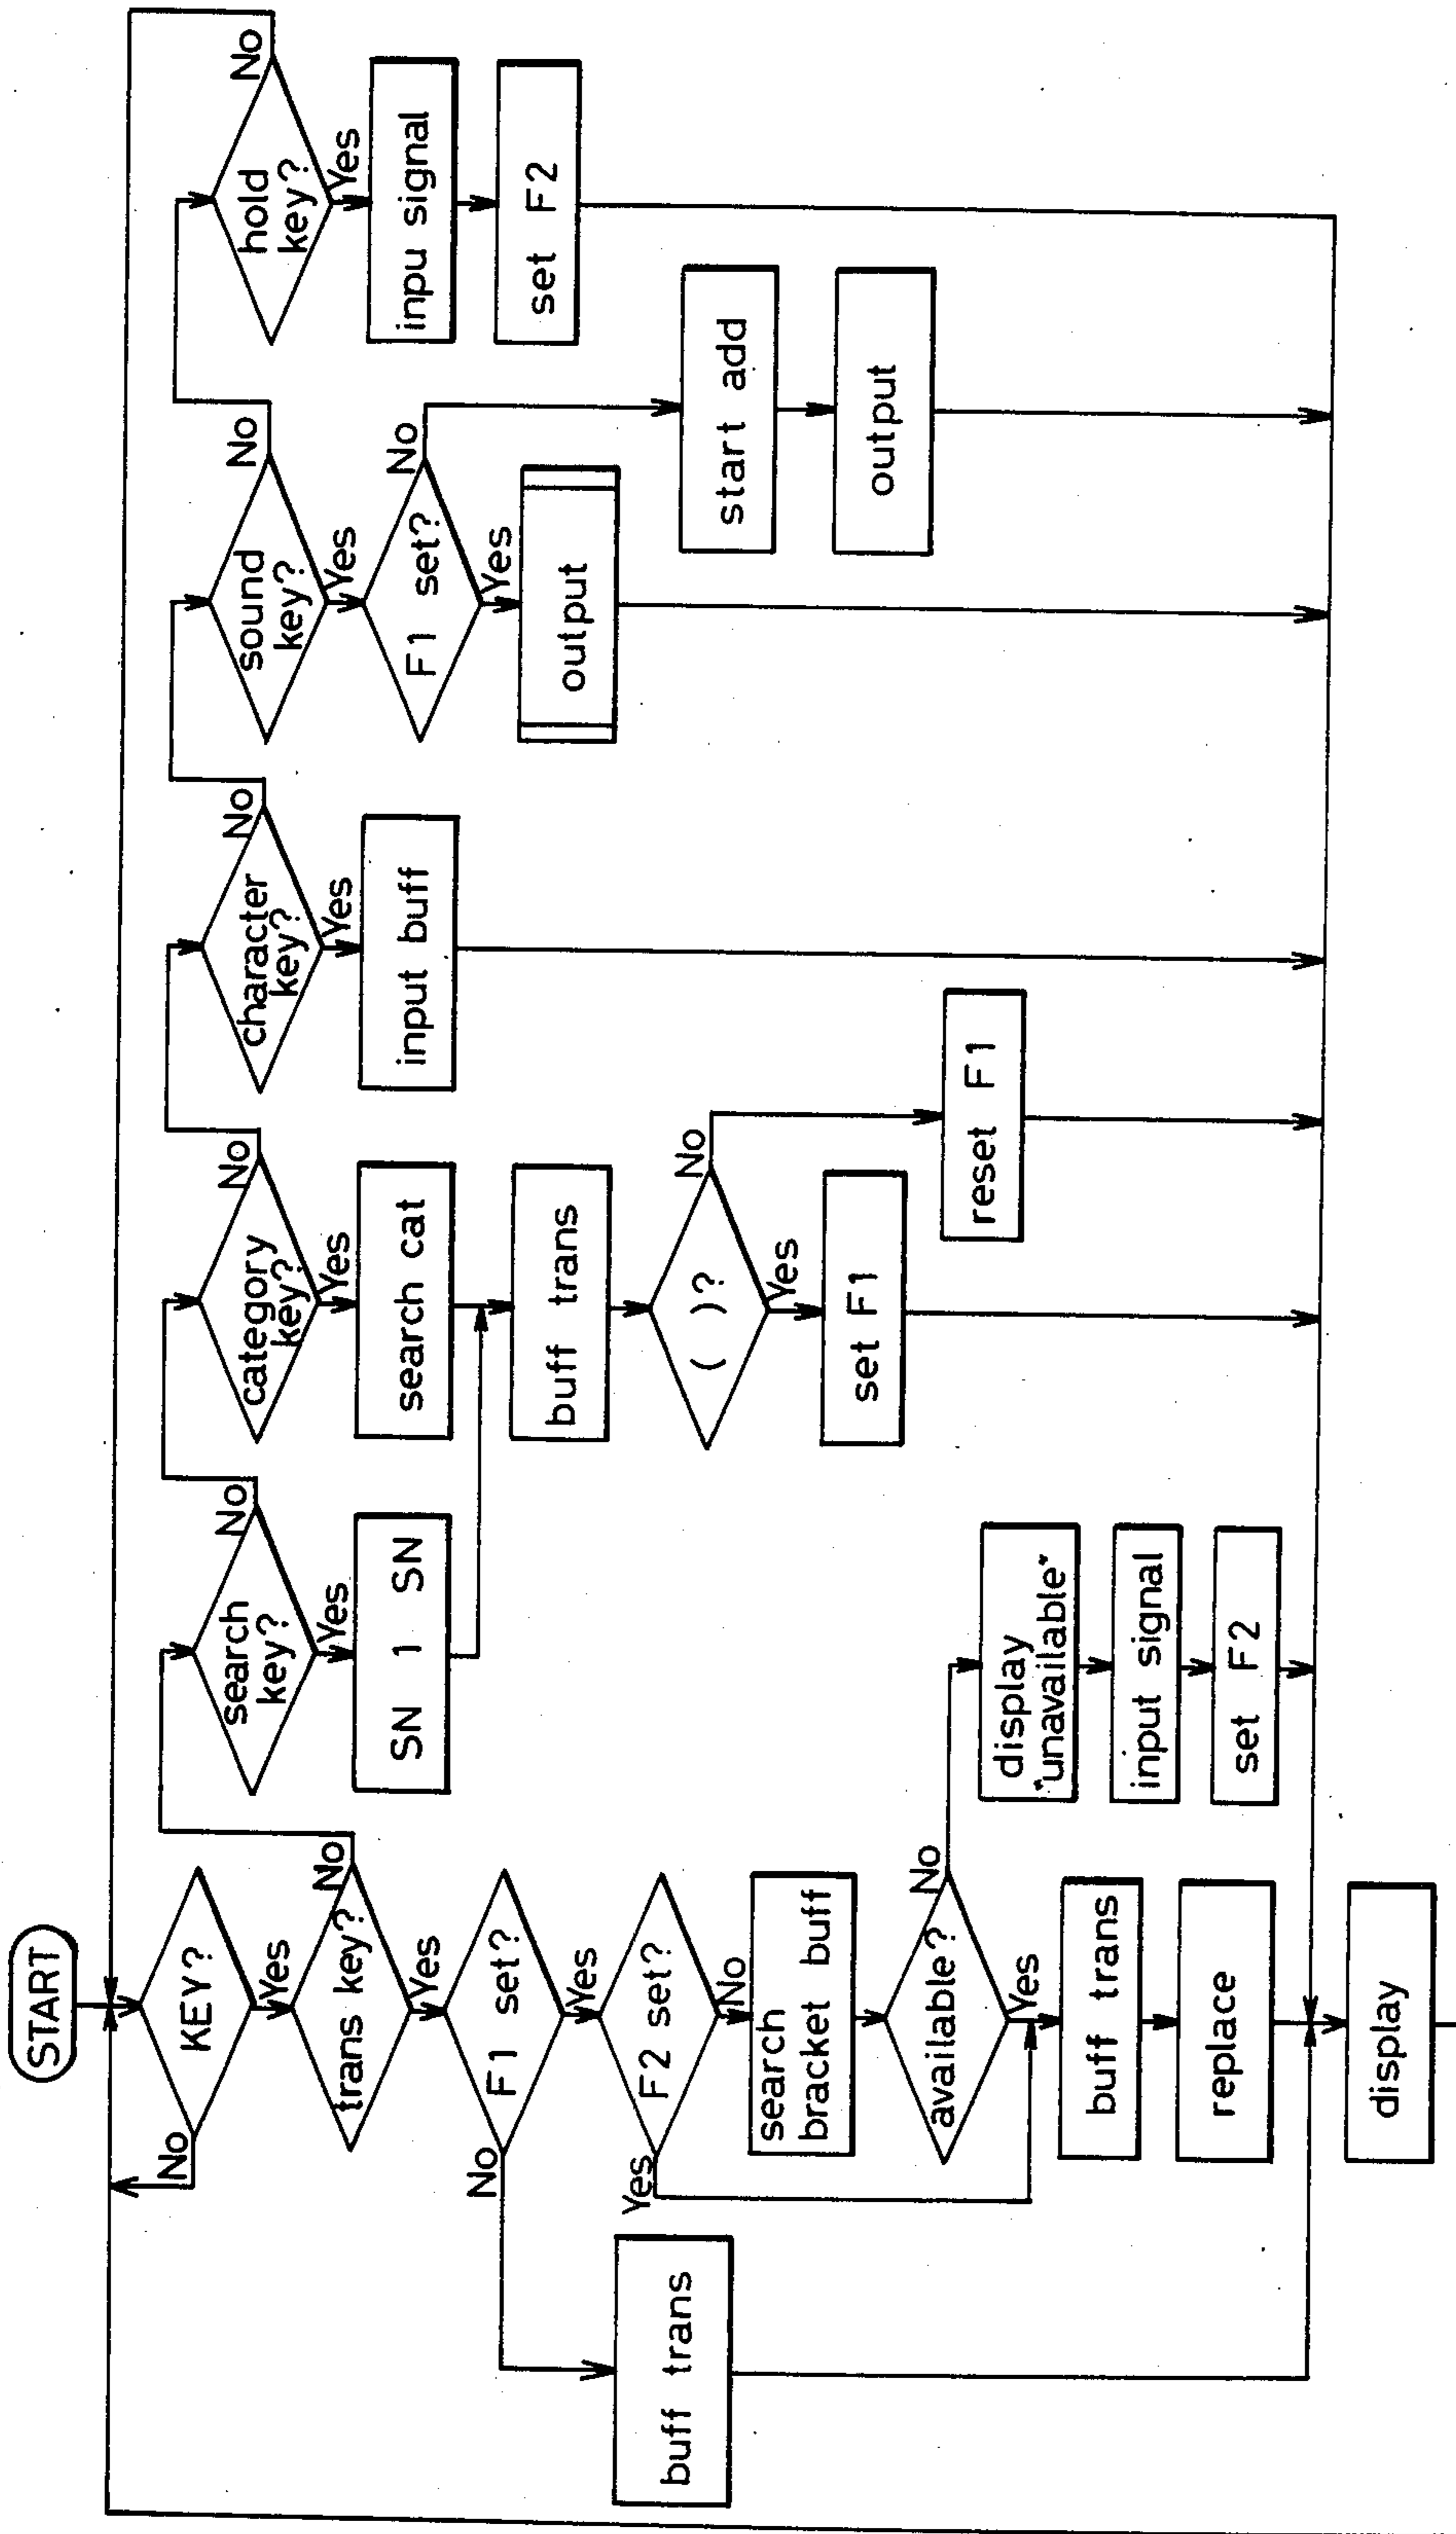 START
KEY?
No
Yes
trans key?
No
Yes
F1 set?
No
Yes
buff trans
F2 set?
Yes
No
search
bracket buff
available?
No
Yes
buff trans
replace
display
display
"unavailable"
input signal
set F2
search
key?
No
Yes
SN 1 SN
category
key?
No
Yes
search cat
buff trans
( )?
No
Yes
set F1
reset F1
character
key?
No
Yes
input buff
sound
key?
No
Yes
F1 set?
No
Yes
output
start add
output
hold
key?
No
Yes
inpu signal
set F2